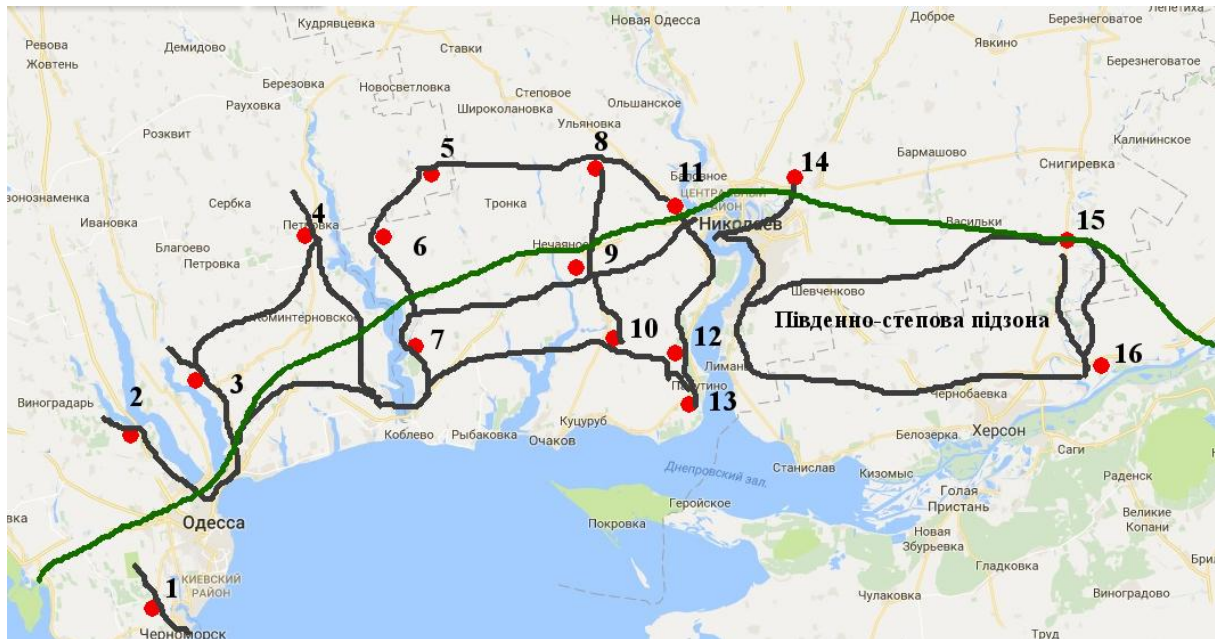 Кудрявцевка
Новая Одесса
Доброе
Березнеговатое
Ревова
Жовтень
Демидово
Ставки
Явкино
Березнеговатое
Березовка
Новосветловка
Рауховка
Степовое
Широколановка
Ольшанское
Ульяновка
Розквит
Калининское
5
8
11
14
Баловное
Бармашово
Снигиревка
вознаменка
Сербка
Тронка
ЦЕНТРАЛЬНЫЙ
РАЙОН
Ивановка
4
Петровка
6
Нечаяное
Николаев
Васильки
15
Благоево
Петровка
9
Шевченково
Коминтерновское
7
10
12
Південно-степова підзона
16
2
3
Лиманы
Виноградарь
13
Чернобаевка
Коблево
Рыбаковка
Куцуруб
Очаков
Белозерка
Херсон
Саги
Днепровский зал.
Станислав
Кизомыс
Раденск
Геройское
Голая
Пристань
Великие
Копани
Одесса
Покровка
Новая
Збурьевка
Гладковка
1
КИЕВСКИЙ
РАЙОН
Чулаковка
Виноградово
Черноморск
Труд